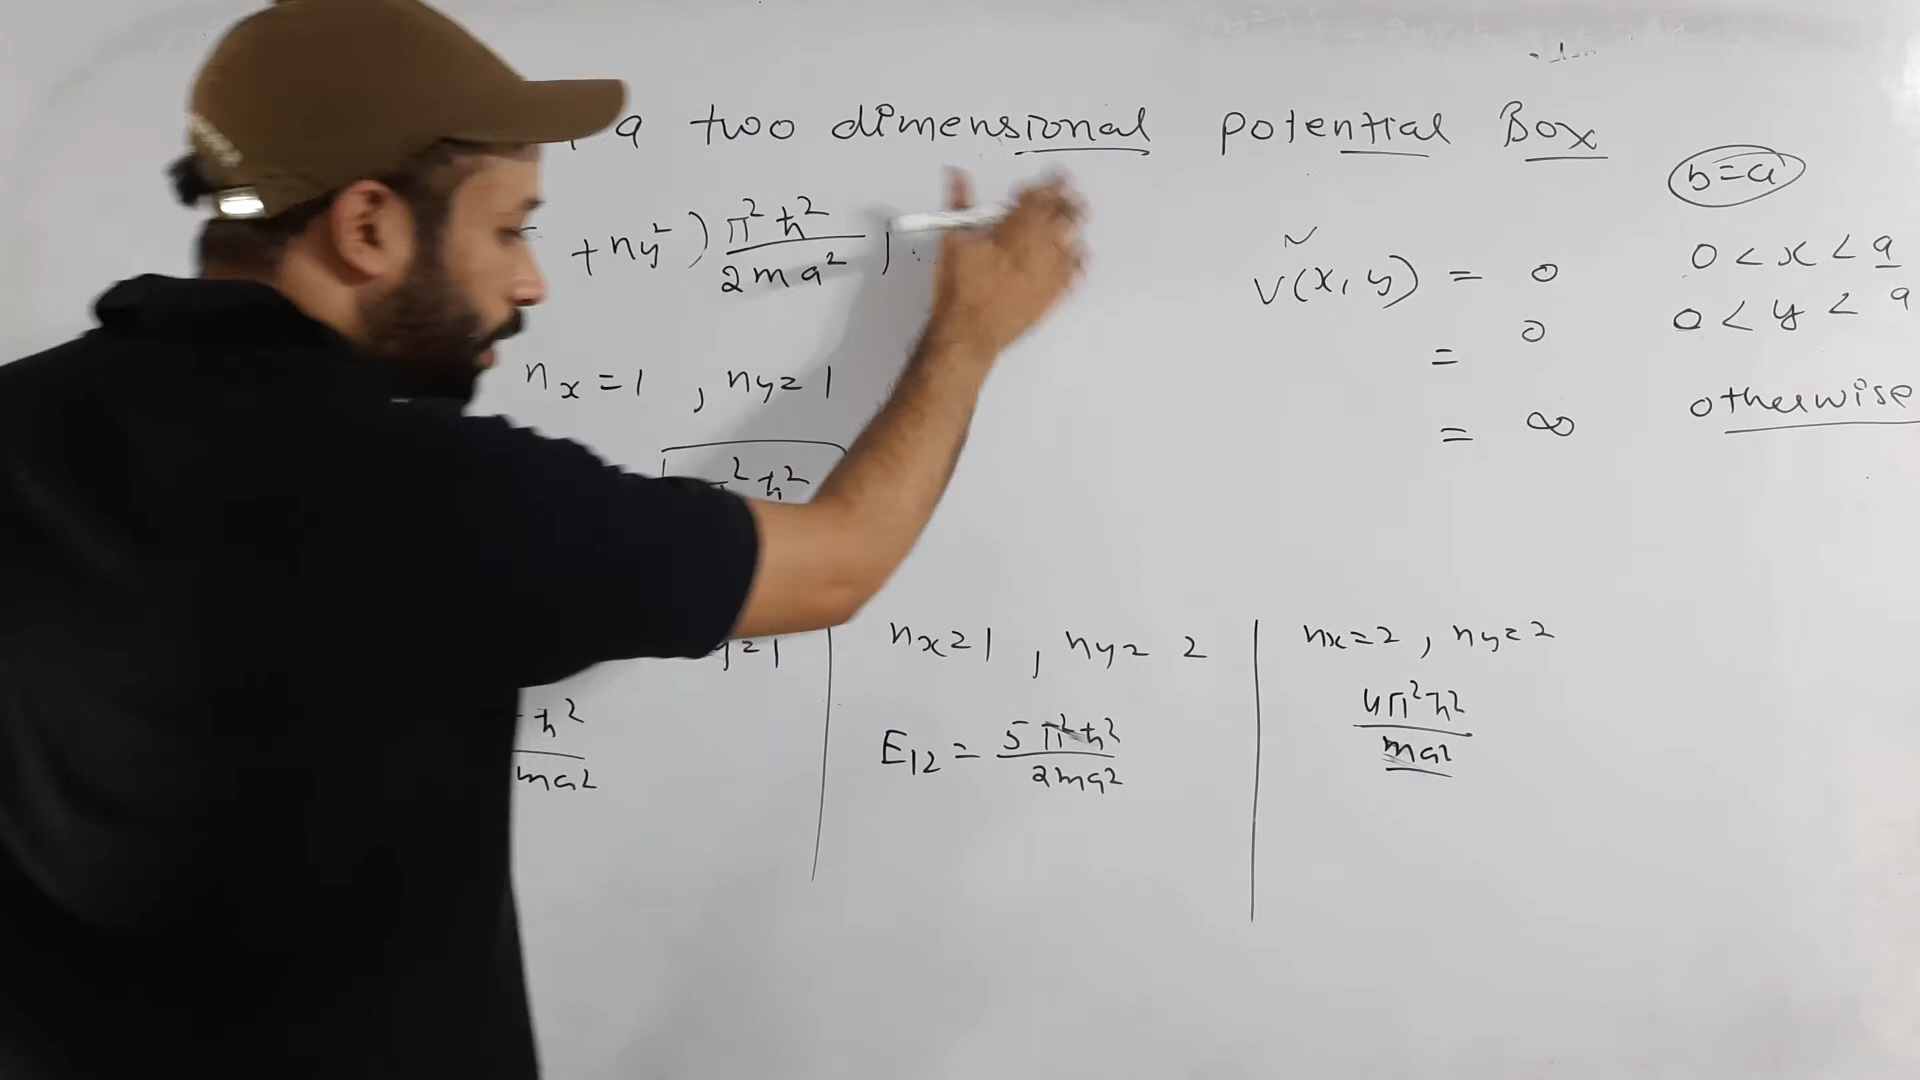 a two dimensional potential Box
b=a
+ ny²) π²ħ² / 2ma² ,
V(x, y) = 0 0 < x < a
= 0 0 < y < a
= ∞ otherwise
nx = 1 , ny = 1
²ħ²
y = 1
nx = 1 , ny = 2
nx = 2 , ny = 2
ħ² / ma²
E12 = 5π²ħ² / 2ma²
4π²ħ² / ma²